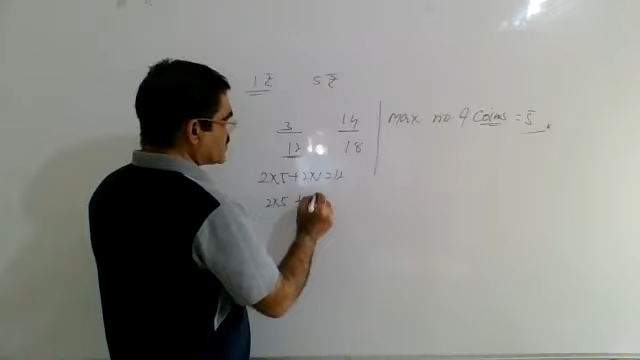 1₹ 5₹
3 14
12 18
2x5+2x1=12
2x5 +
max no. of coins = 5